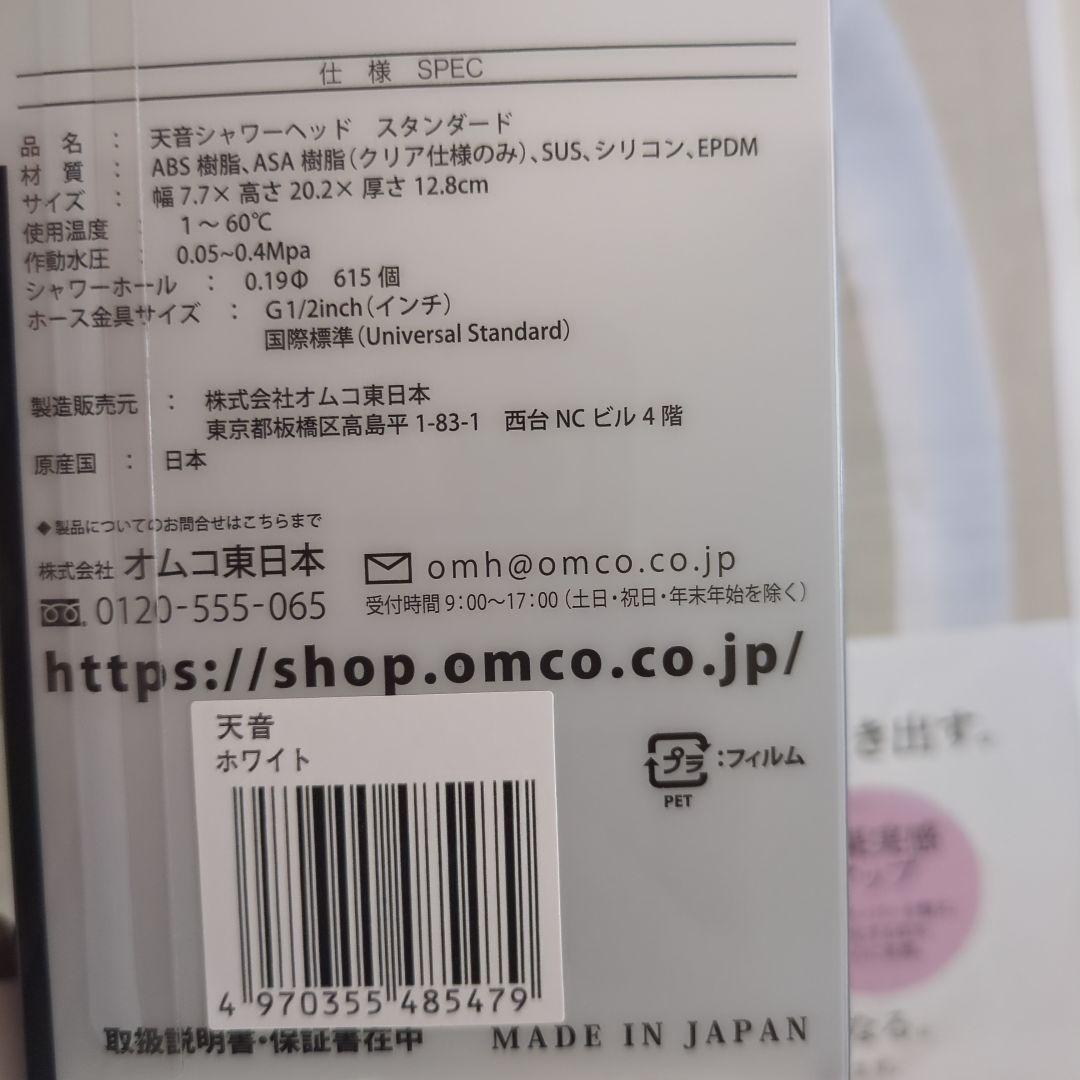 仕 様 SPEC
品 名 : 天音シャワーヘッド スタンダード
材 質 : ABS 樹脂、ASA 樹脂(クリア仕様のみ)、SUS、シリコン、EPDM
サイズ : 幅 7.7× 高さ 20.2× 厚さ 12.8cm
使用温度 : 1～60℃
作動水圧 : 0.05~0.4Mpa
シャワーホール : 0.19Φ 615 個
ホース金具サイズ : G1/2inch(インチ)
国際標準(Universal Standard)
製造販売元 : 株式会社オムコ東日本
東京都板橋区高島平 1-83-1 西台 NC ビル 4 階
原産国 : 日本
◆製品についてのお問合せはこちらまで
株式会社 オムコ東日本
omh@omco.co.jp
0120-555-065
受付時間 9:00～17:00(土日・祝日・年末年始を除く)
https://shop.omco.co.jp/
天音
ホワイト
プラ:フィルム
PET
4 970355 485479
取扱説明書・保証書在中
MADE IN JAPAN
き出す。
ップ
なる。